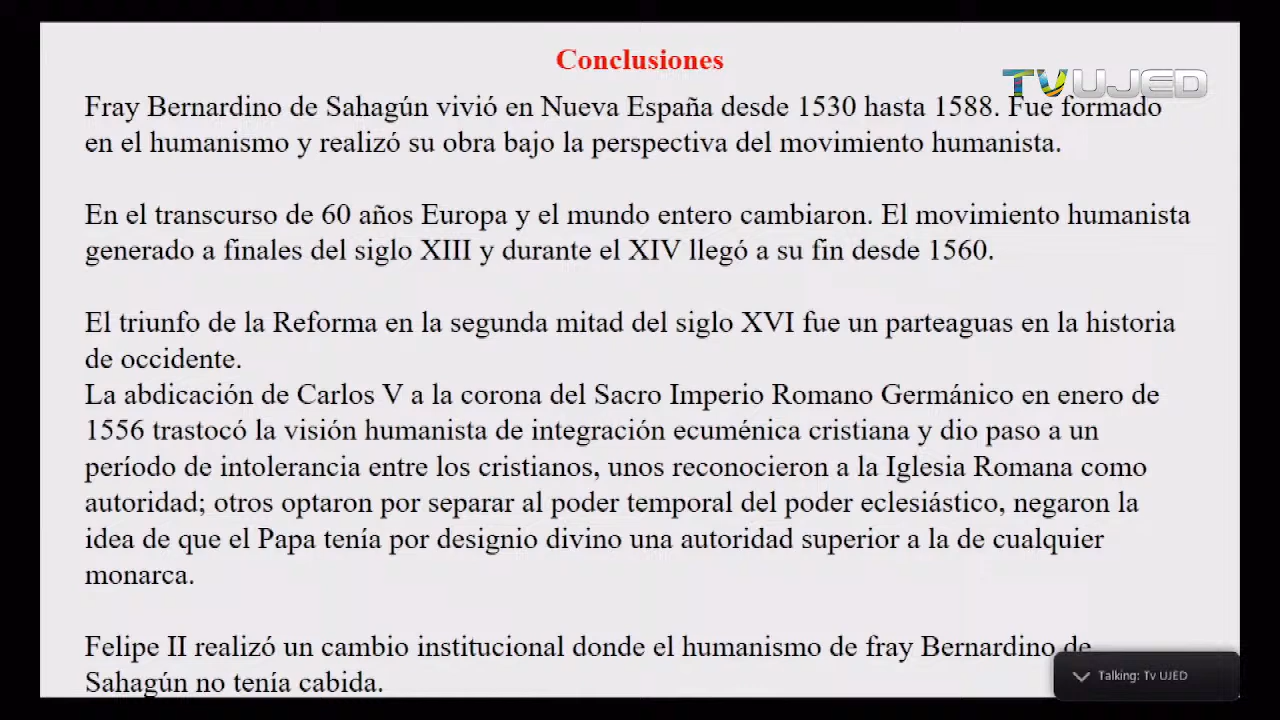 Conclusiones
TV UJED
Fray Bernardino de Sahagún vivió en Nueva España desde 1530 hasta 1588. Fue formado
en el humanismo y realizó su obra bajo la perspectiva del movimiento humanista.
En el transcurso de 60 años Europa y el mundo entero cambiaron. El movimiento humanista
generado a finales del siglo XIII y durante el XIV llegó a su fin desde 1560.
El triunfo de la Reforma en la segunda mitad del siglo XVI fue un parteaguas en la historia
de occidente.
La abdicación de Carlos V a la corona del Sacro Imperio Romano Germánico en enero de
1556 trastocó la visión humanista de integración ecuménica cristiana y dio paso a un
período de intolerancia entre los cristianos, unos reconocieron a la Iglesia Romana como
autoridad; otros optaron por separar al poder temporal del poder eclesiástico, negaron la
idea de que el Papa tenía por designio divino una autoridad superior a la de cualquier
monarca.
Felipe II realizó un cambio institucional donde el humanismo de fray Bernardino de
Sahagún no tenía cabida.
Talking: Tv UJED